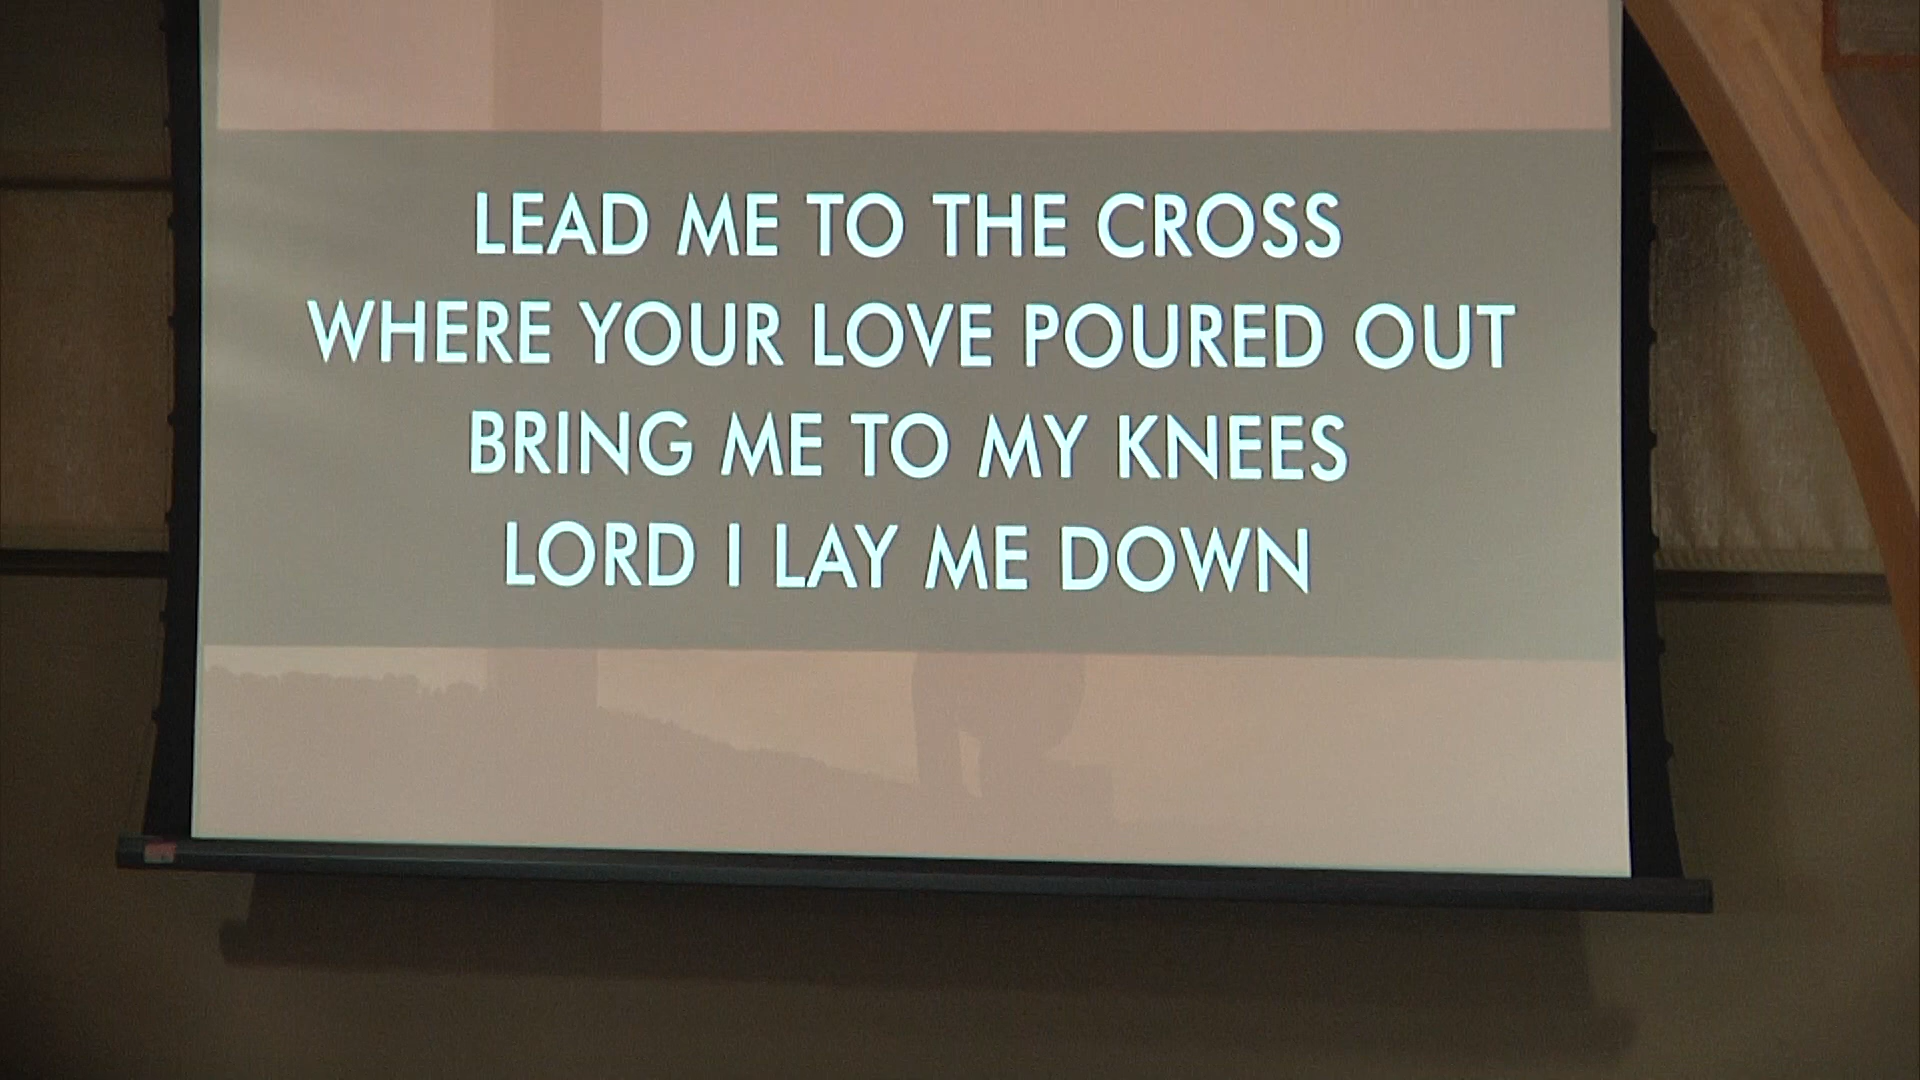 LEAD ME TO THE CROSS
WHERE YOUR LOVE POURED OUT
BRING ME TO MY KNEES
LORD I LAY ME DOWN